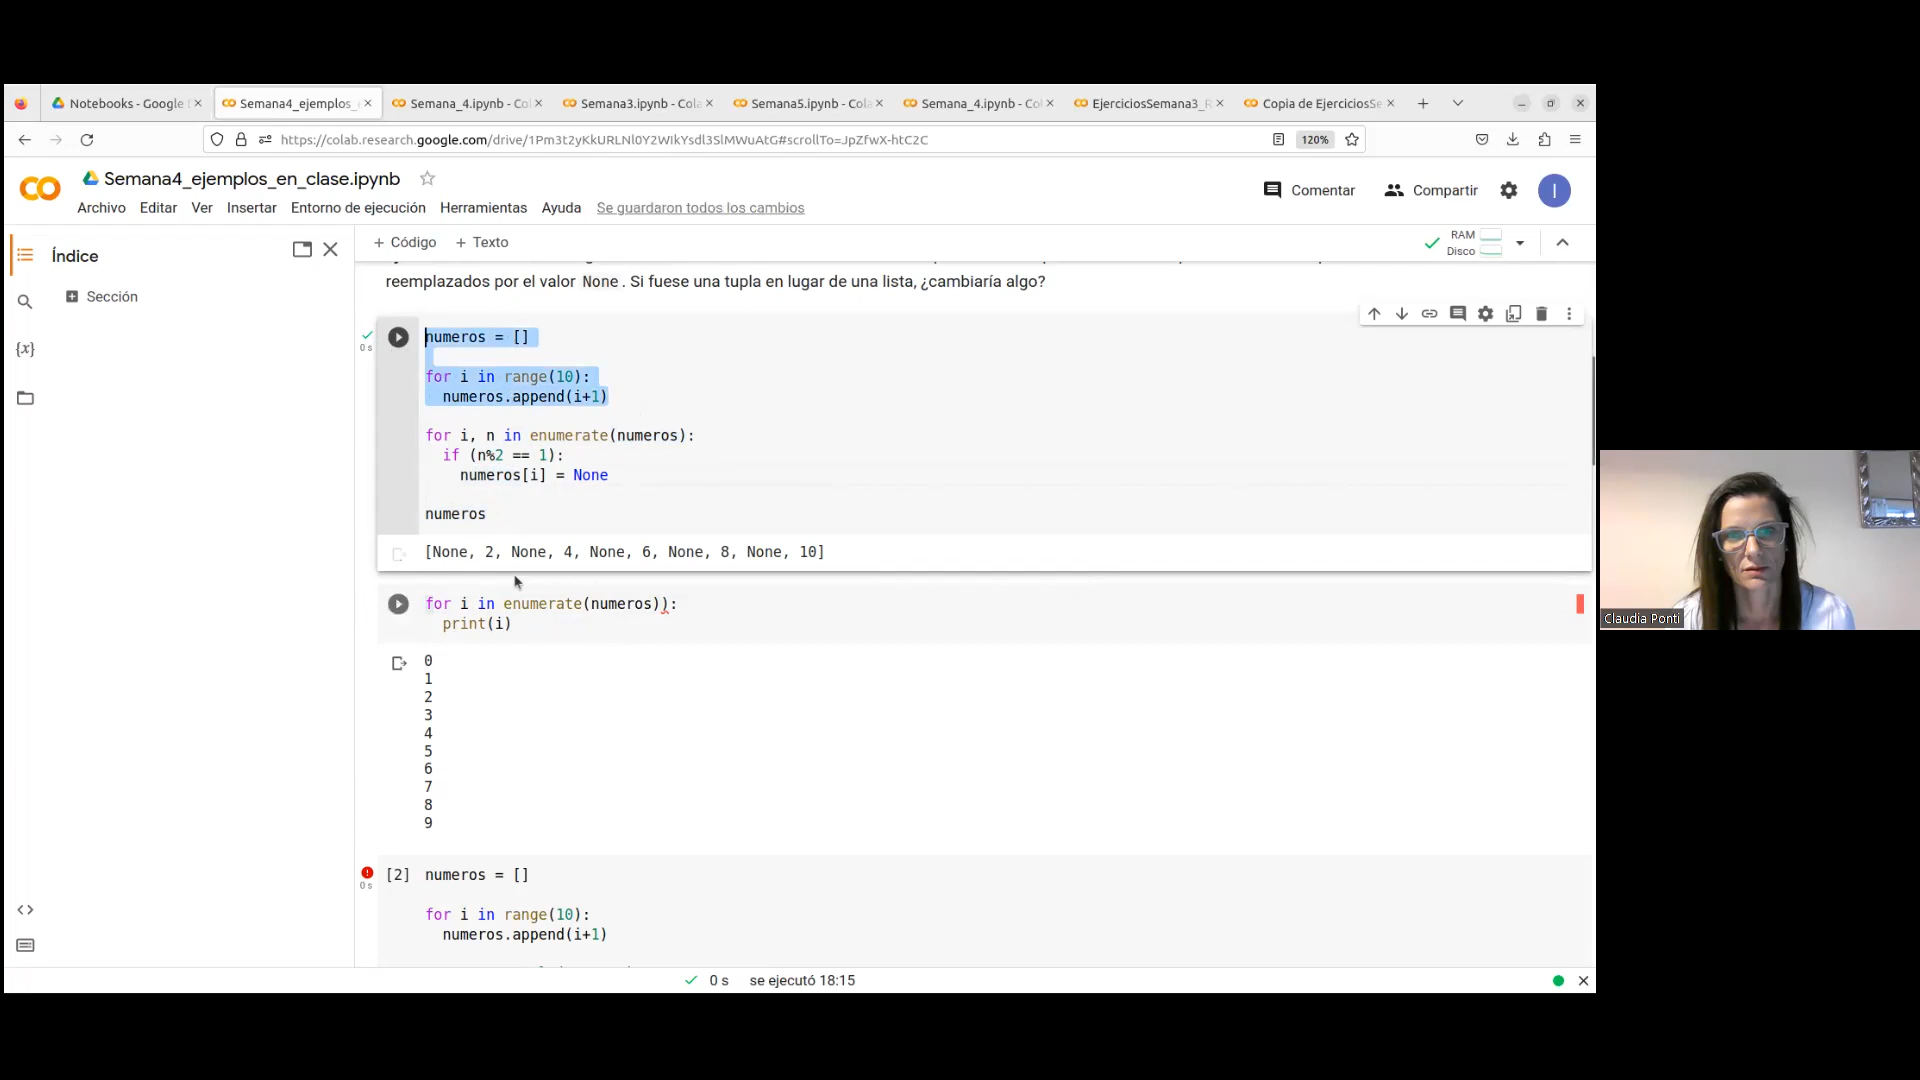 Notebooks - Google
Semana4_ejemplos_
Semana_4.ipynb - Co
Semana3.ipynb - Cola
Semana5.ipynb - Cola
Semana_4.ipynb - Co
EjerciciosSemana3_R
Copia de EjerciciosSe
https://colab.research.google.com/drive/1Pm3t2yKkURLNl0Y2WIkYsdl3SlMWuAtG#scrollTo=JpZfwX-htC2C
120%
CO
Semana4_ejemplos_en_clase.ipynb
Comentar
Compartir
I
Archivo Editar Ver Insertar Entorno de ejecución Herramientas Ayuda Se guardaron todos los cambios
Índice
+ Código + Texto
RAM
Disco
Sección
{x}
reemplazados por el valor None. Si fuese una tupla en lugar de una lista, ¿cambiaría algo?
0 s
numeros = []
for i in range(10):
numeros.append(i+1)
for i, n in enumerate(numeros):
if (n%2 == 1):
numeros[i] = None
numeros
[None, 2, None, 4, None, 6, None, 8, None, 10]
for i in enumerate(numeros)):
print(i)
0
1
2
3
4
5
6
7
8
9
0 s
[2] numeros = []
for i in range(10):
numeros.append(i+1)
0 s se ejecutó 18:15
Claudia Ponti